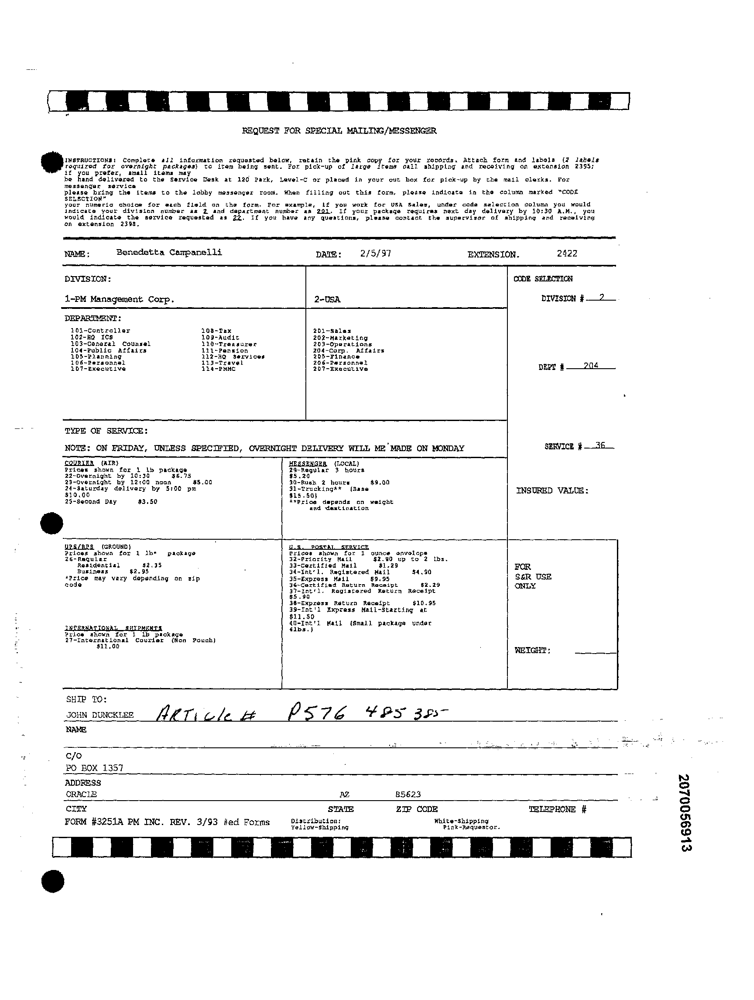 REQUEST FOR SPECIAL MAILING/MESSENGER
INSTRUCTIONS: Complete all information requested below, retain the pink copy for your records. Attach form and labels (2 labels
required for overnight packages) to item being sent. For pick-up of large items call shipping and receiving on extension 2395;
if you prefer, small items may
be hand delivered to the Service Desk at 120 Park, Level-C or placed in your out box for pick-up by the mail clerks. For
messenger service
please bring the items to the lobby messenger room. When filling out this form, please indicate in the column marked "CODE
SELECTION"
your numeric choice for each field on the form. For example, if you work for USA Sales, under code selection column you would
indicate your division number as 2 and department number as 201. If your package requires next day delivery by 10:30 A.M., you
would indicate the service requested as 22. If you have any questions, please contact the supervisor of shipping and receiving
on extension 2398.
NAME: Benedetta Campanelli DATE: 2/5/97 EXTENSION. 2422
DIVISION: CODE SELECTION
1-PM Management Corp. 2-USA DIVISION # 2
DEPARTMENT:
101-Controller 108-Tax 201-Sales
102-HQ ICS 109-Audit 202-Marketing
103-General Counsel 110-Treasurer 203-Operations
104-Public Affairs 111-Pension 204-Corp. Affairs
105-Planning 112-HQ Services 205-Finance
106-Personnel 113-Travel 206-Personnel
107-Executive 114-PMMC 207-Executive
DEPT # 204
TYPE OF SERVICE:
NOTE: ON FRIDAY, UNLESS SPECIFIED, OVERNIGHT DELIVERY WILL ME MADE ON MONDAY SERVICE # 36
COURIER (AIR)
Prices shown for 1 lb package
22-Overnight by 10:30 $6.75
23-Overnight by 12:00 noon $5.00
24-Saturday delivery by 5:00 pm
$10.00
25-Second Day $3.50
MESSENGER (LOCAL)
29-Regular 3 hours
$5.20
30-Rush 2 hours $9.00
31-Trucking** (Base
$15.50)
**Price depends on weight
and destination
INSURED VALUE:
UPS/RPS (GROUND)
Prices shown for 1 lb* package
26-Regular
Residential $2.35
Business $2.95
*Price may vary depending on zip
code
INTERNATIONAL SHIPMENTS
Price shown for 1 lb package
27-International Courier (Non Pouch)
$11.00
U.S. POSTAL SERVICE
Prices shown for 1 ounce envelope
32-Priority Mail $2.90 up to 2 lbs.
33-Certified Mail $1.29
34-Int'l. Registered Mail $4.50
35-Express Mail $9.95
36-Certified Return Receipt $2.29
37-Int'l. Registered Return Receipt
$5.90
38-Express Return Receipt $10.95
39-Int'l Express Mail-Starting at
$11.50
40-Int'l Mail (Small package under
4lbs.)
FOR
S&R USE
ONLY
WEIGHT:
SHIP TO:
JOHN DUNCKLEE ARTicle # P576 485 385
NAME
C/O
PO BOX 1357
ADDRESS
ORACLE AZ 85623
CITY STATE ZIP CODE TELEPHONE #
FORM #3251A PM INC. REV. 3/93 #ed Forms Distribution: White-Shipping
Yellow-Shipping Pink-Requestor.
2070056913